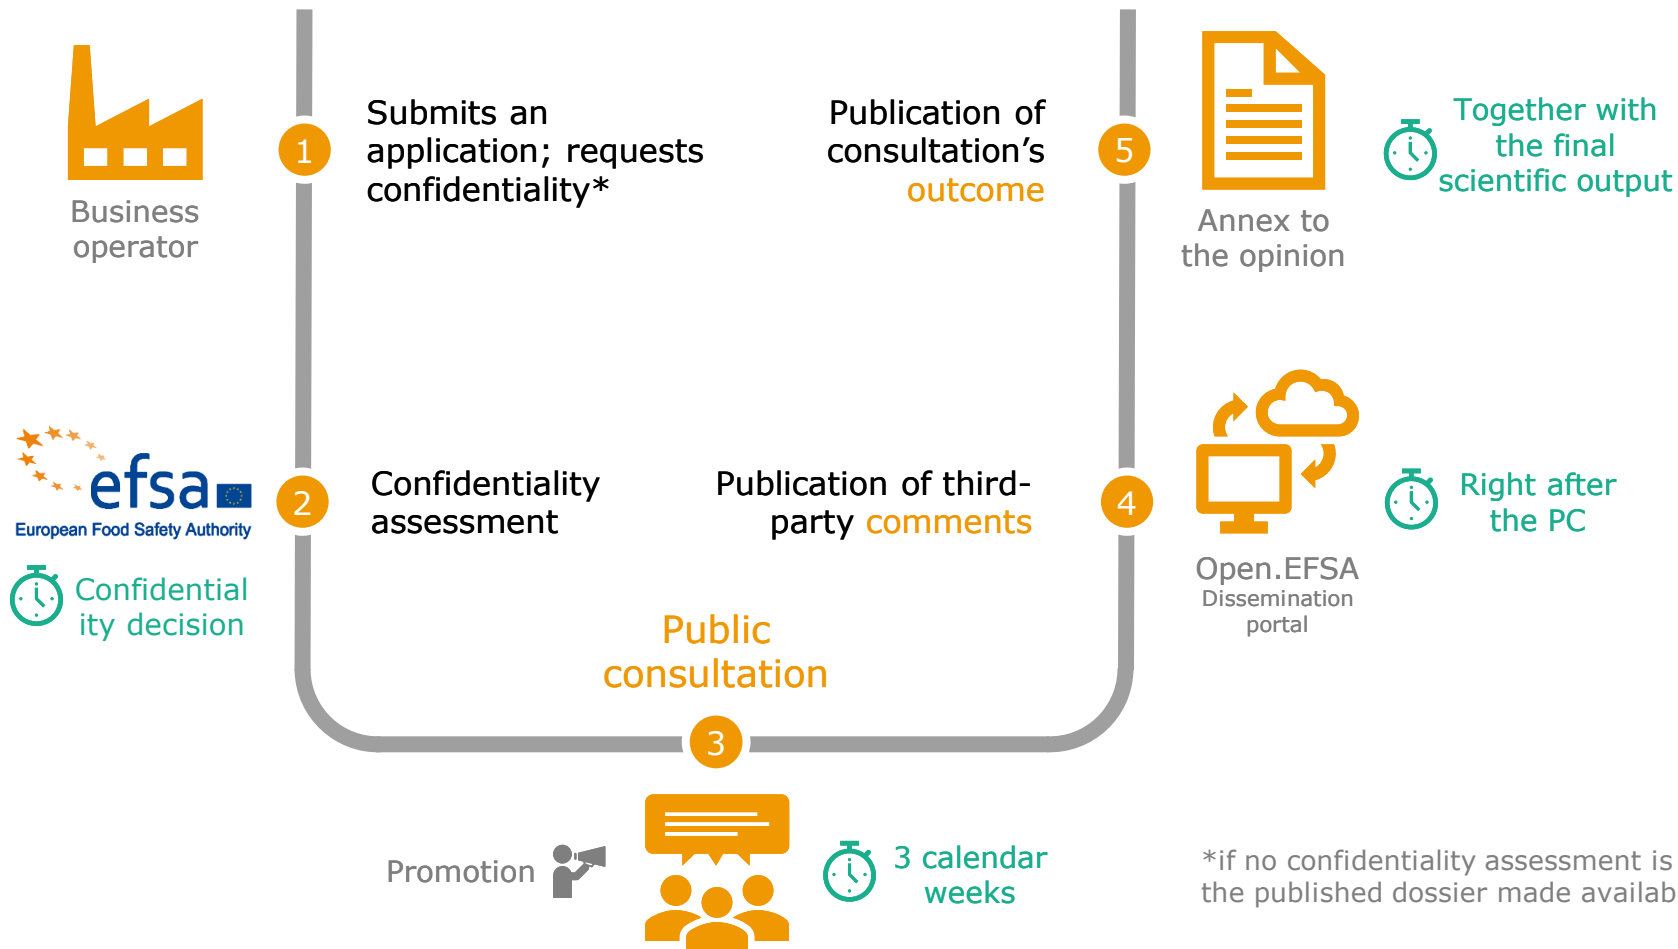 1
Submits an
application; requests
confidentiality*
Business
operator
2
Confidentiality
assessment
efsa
European Food Safety Authority
Confidential
ity decision
Public
consultation
3
Promotion
3 calendar
weeks
Publication of third-
party comments
4
Open.EFSA
Dissemination
portal
Right after
the PC
Publication of
consultation’s
outcome
5
Annex to
the opinion
Together with
the final
scientific output
*if no confidentiality assessment is
the published dossier made availab